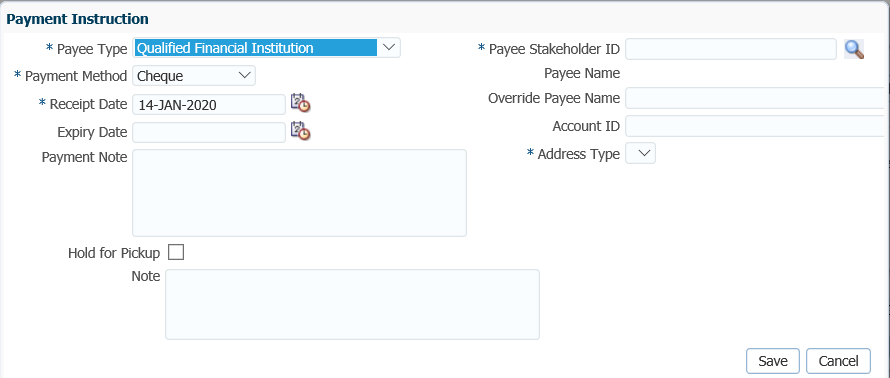 Payment Instruction
* Payee Type Qualified Financial Institution
* Payment Method Cheque
* Receipt Date 14-JAN-2020
Expiry Date
Payment Note
Hold for Pickup
Note
* Payee Stakeholder ID
Payee Name
Override Payee Name
Account ID
* Address Type
Save Cancel